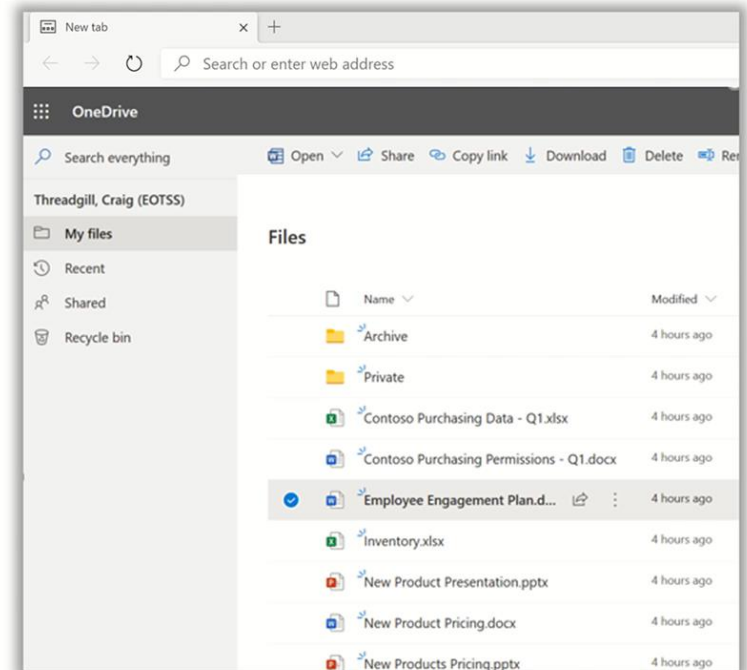 New tab
Search or enter web address
OneDrive
Search everything
Open Share Copy link Download Delete Rer
Threadgill, Craig (EOTSS)
My files
Files
Recent
Name Modified
Shared
Archive 4 hours ago
Recycle bin
Private 4 hours ago
Contoso Purchasing Data - Q1.xlsx 4 hours ago
Contoso Purchasing Permissions - Q1.docx 4 hours ago
Employee Engagement Plan.d... 4 hours ago
Inventory.xlsx 4 hours ago
New Product Presentation.pptx 4 hours ago
New Product Pricing.docx 4 hours ago
New Products Pricing.pptx 4 hours ago